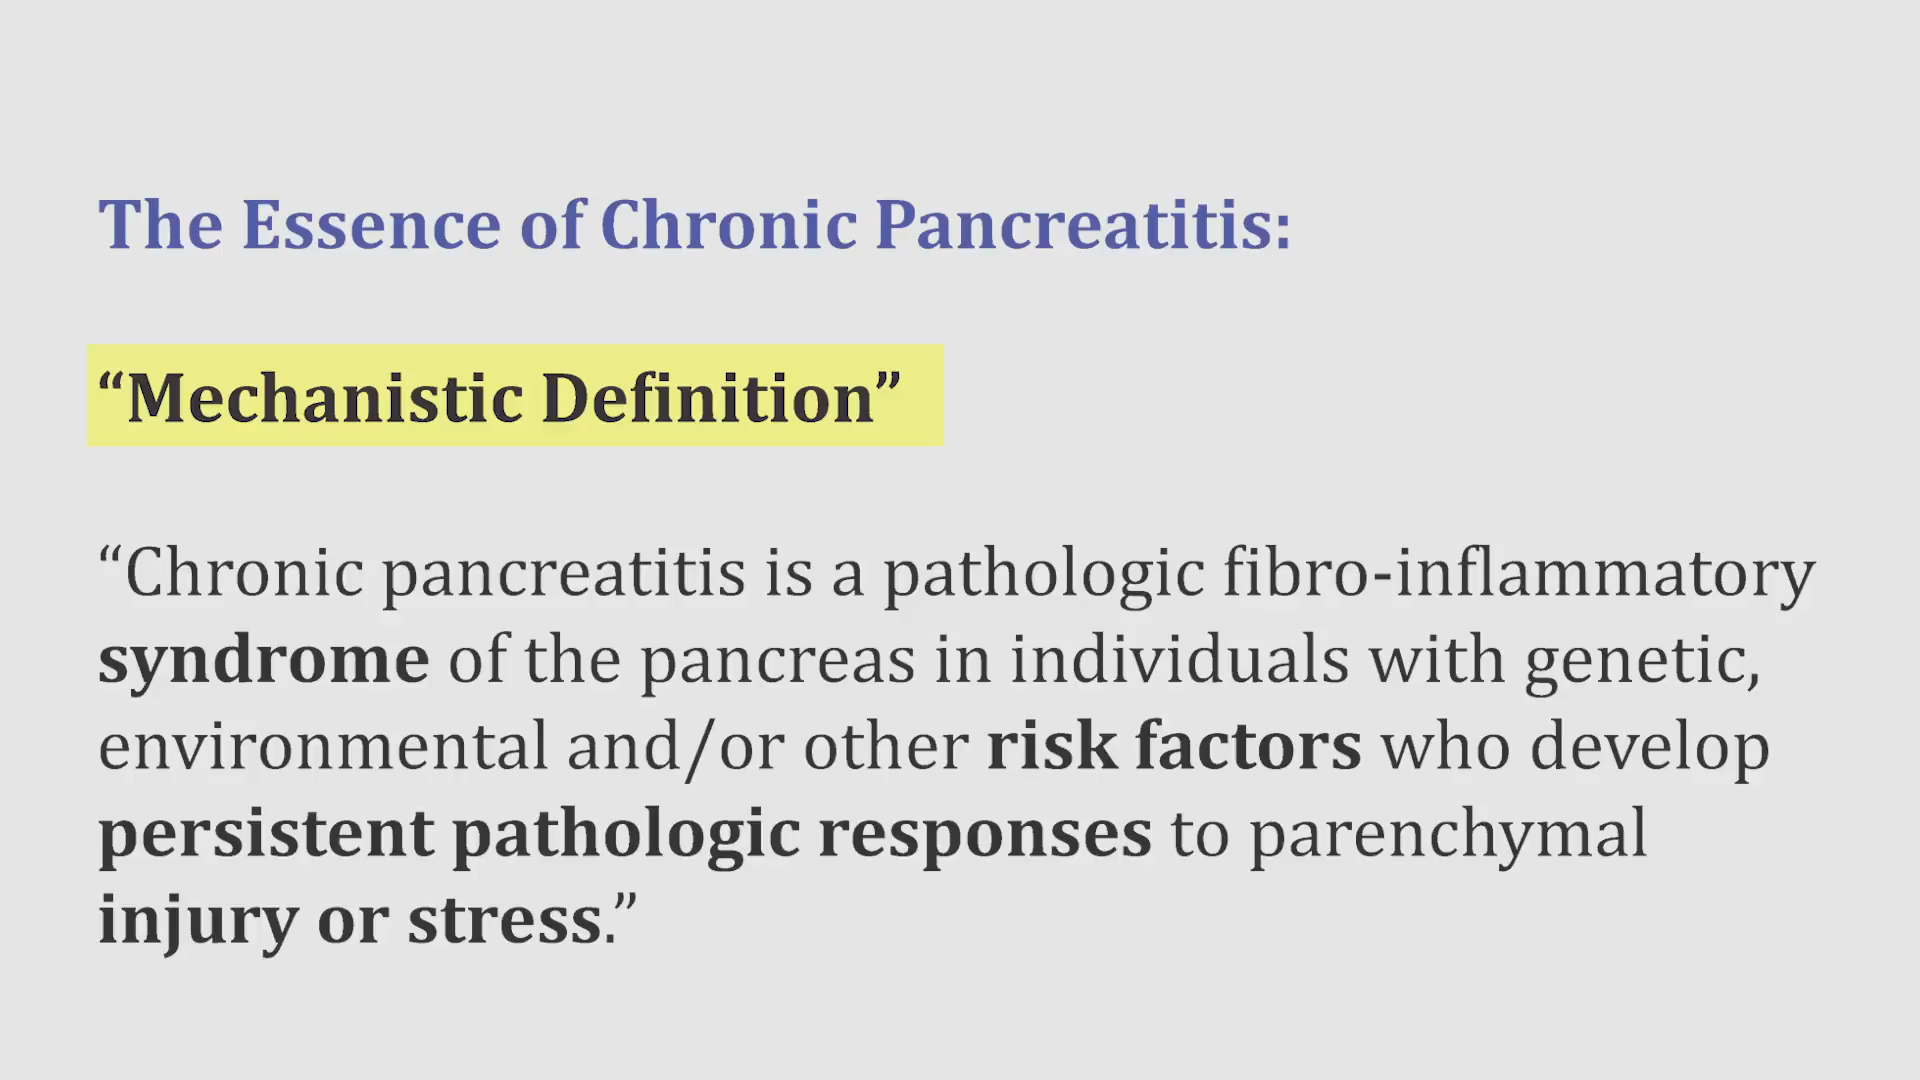 The Essence of Chronic Pancreatitis:
“Mechanistic Definition”
“Chronic pancreatitis is a pathologic fibro-inflammatory
syndrome of the pancreas in individuals with genetic,
environmental and/or other risk factors who develop
persistent pathologic responses to parenchymal
injury or stress.”